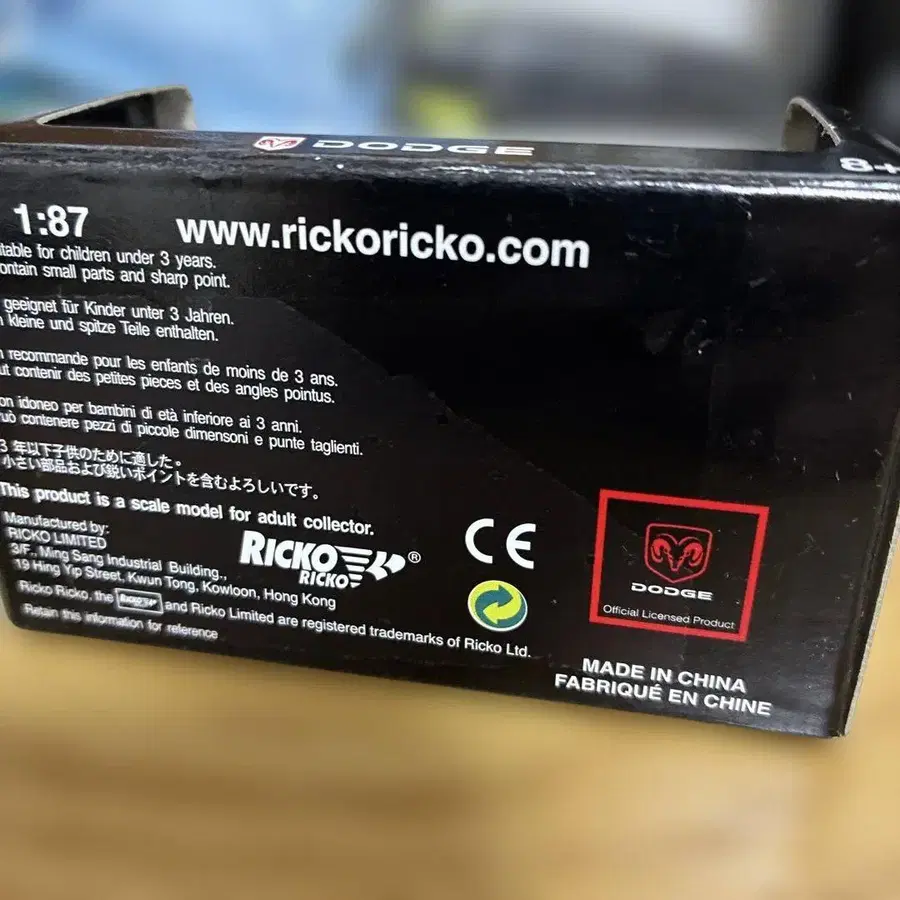 DODGE
8+
1:87
www.rickoricko.com
table for children under 3 years.
ontain small parts and sharp point.
geeignet für Kinder unter 3 Jahren.
kleine und spitze Teile enthalten.
recommande pour les enfants de moins de 3 ans.
ut contenir des petites pieces et des angles pointus.
on idoneo per bambini di età inferiore ai 3 anni.
uò contenere pezzi di piccole dimensoni e punte taglienti.
3 年以下子供のために適した。
小さい部品および鋭いポイントを含むよろしいです。
This product is a scale model for adult collector.
Manufactured by:
RICKO LIMITED
3/F., Ming Sang Industrial Building.,
19 Hing Yip Street, Kwun Tong, Kowloon, Hong Kong
RICKO
RICKO
®
CE
Ricko Ricko, the RICKO and Ricko Limited are registered trademarks of Ricko Ltd.
Retain this information for reference
DODGE
Official Licensed Product
MADE IN CHINA
FABRIQUÉ EN CHINE